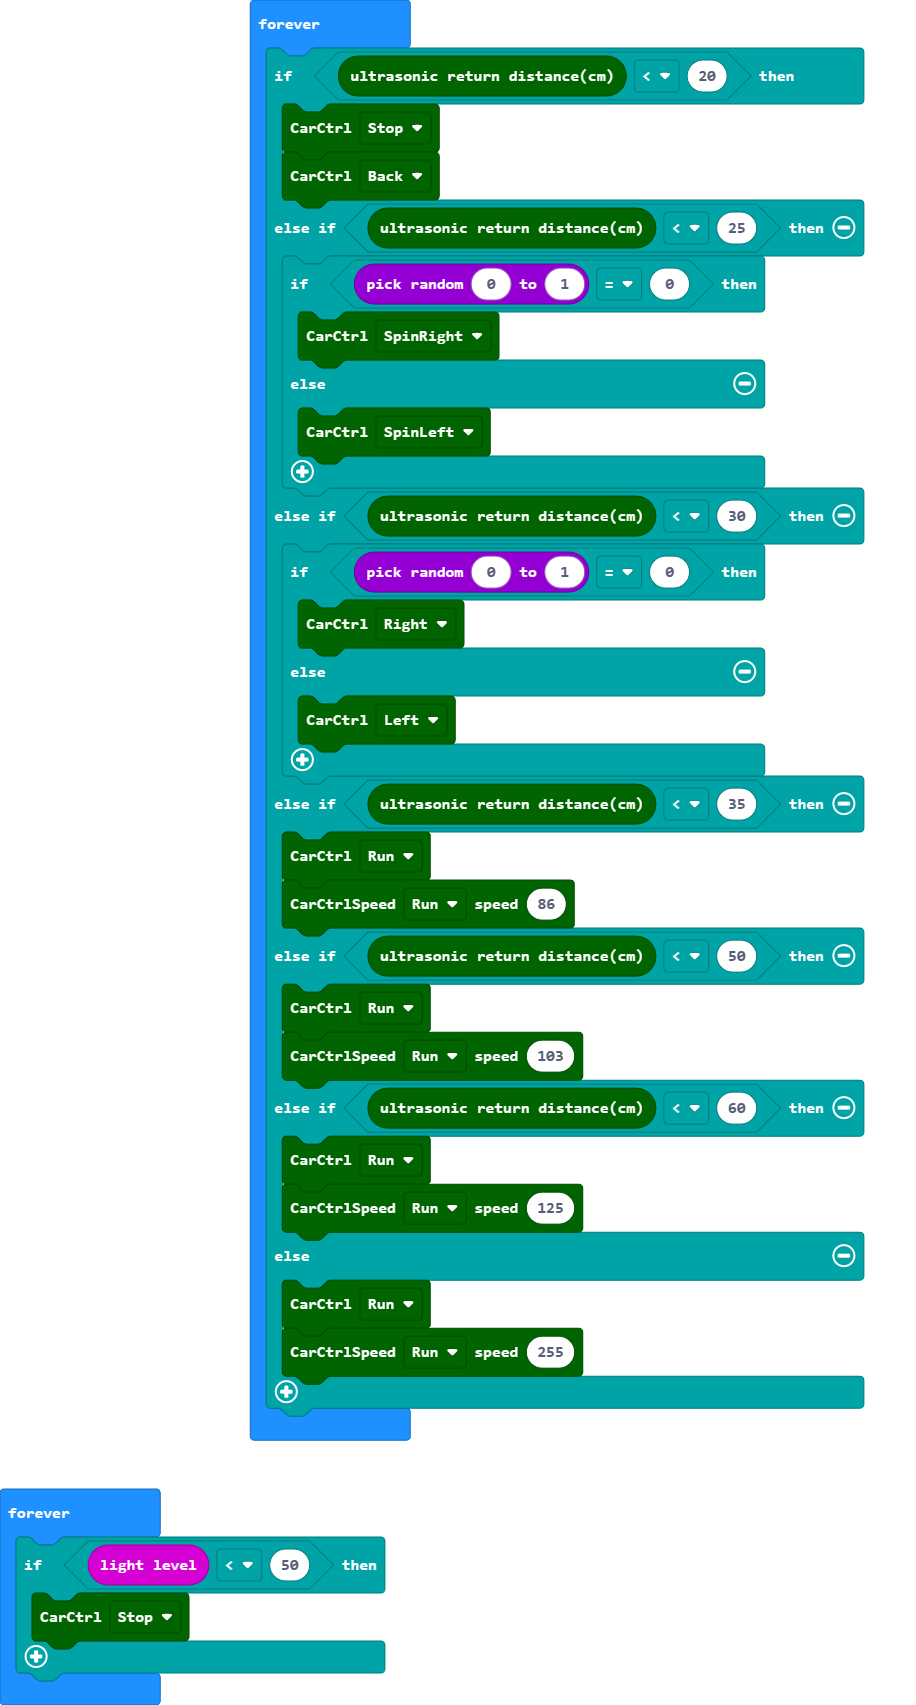 forever
if ultrasonic return distance(cm) < 20 then
CarCtrl Stop
CarCtrl Back
else if ultrasonic return distance(cm) < 25 then
if pick random 0 to 1 = 0 then
CarCtrl SpinRight
else
CarCtrl SpinLeft
else if ultrasonic return distance(cm) < 30 then
if pick random 0 to 1 = 0 then
CarCtrl Right
else
CarCtrl Left
else if ultrasonic return distance(cm) < 35 then
CarCtrl Run
CarCtrlSpeed Run speed 86
else if ultrasonic return distance(cm) < 50 then
CarCtrl Run
CarCtrlSpeed Run speed 103
else if ultrasonic return distance(cm) < 60 then
CarCtrl Run
CarCtrlSpeed Run speed 125
else
CarCtrl Run
CarCtrlSpeed Run speed 255
forever
if light level < 50 then
CarCtrl Stop